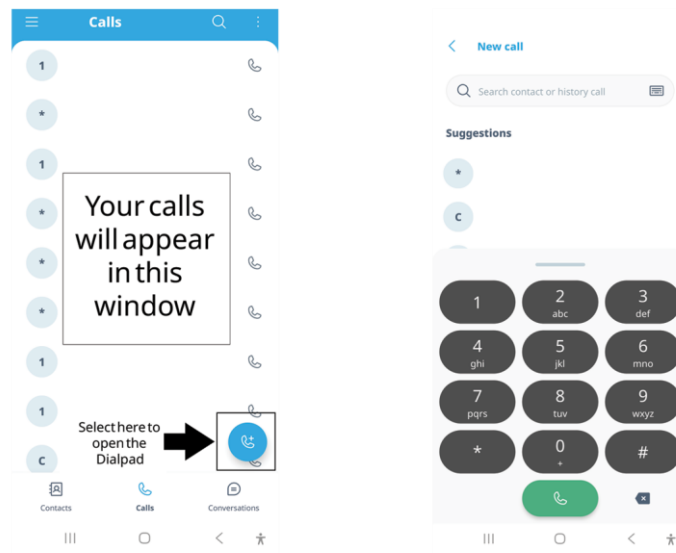 Calls
1
*
1
*
*
*
1
1
C
Your calls
will appear
in this
window
Select here to
open the
Dialpad
Contacts
Calls
Conversations
New call
Search contact or history call
Suggestions
*
C
1
2
abc
3
def
4
ghi
5
jkl
6
mno
7
pqrs
8
tuv
9
wxyz
*
0
+
#